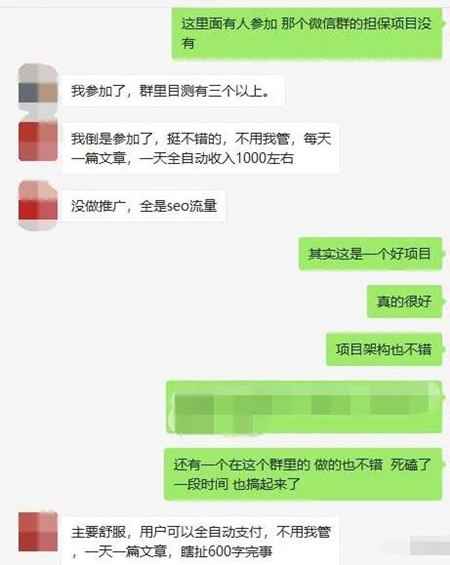 这里面有人参加 那个微信群的担保项目没
有
我参加了，群里目测有三个以上。
我倒是参加了，挺不错的，不用我管，每天
一篇文章，一天全自动收入1000左右
没做推广，全是seo流量
其实这是一个好项目
真的很好
项目架构也不错
还有一个在这个群里的 做的也不错 死磕了
一段时间 也搞起来了
主要舒服，用户可以全自动支付，不用我管
，一天一篇文章，瞎扯600字完事